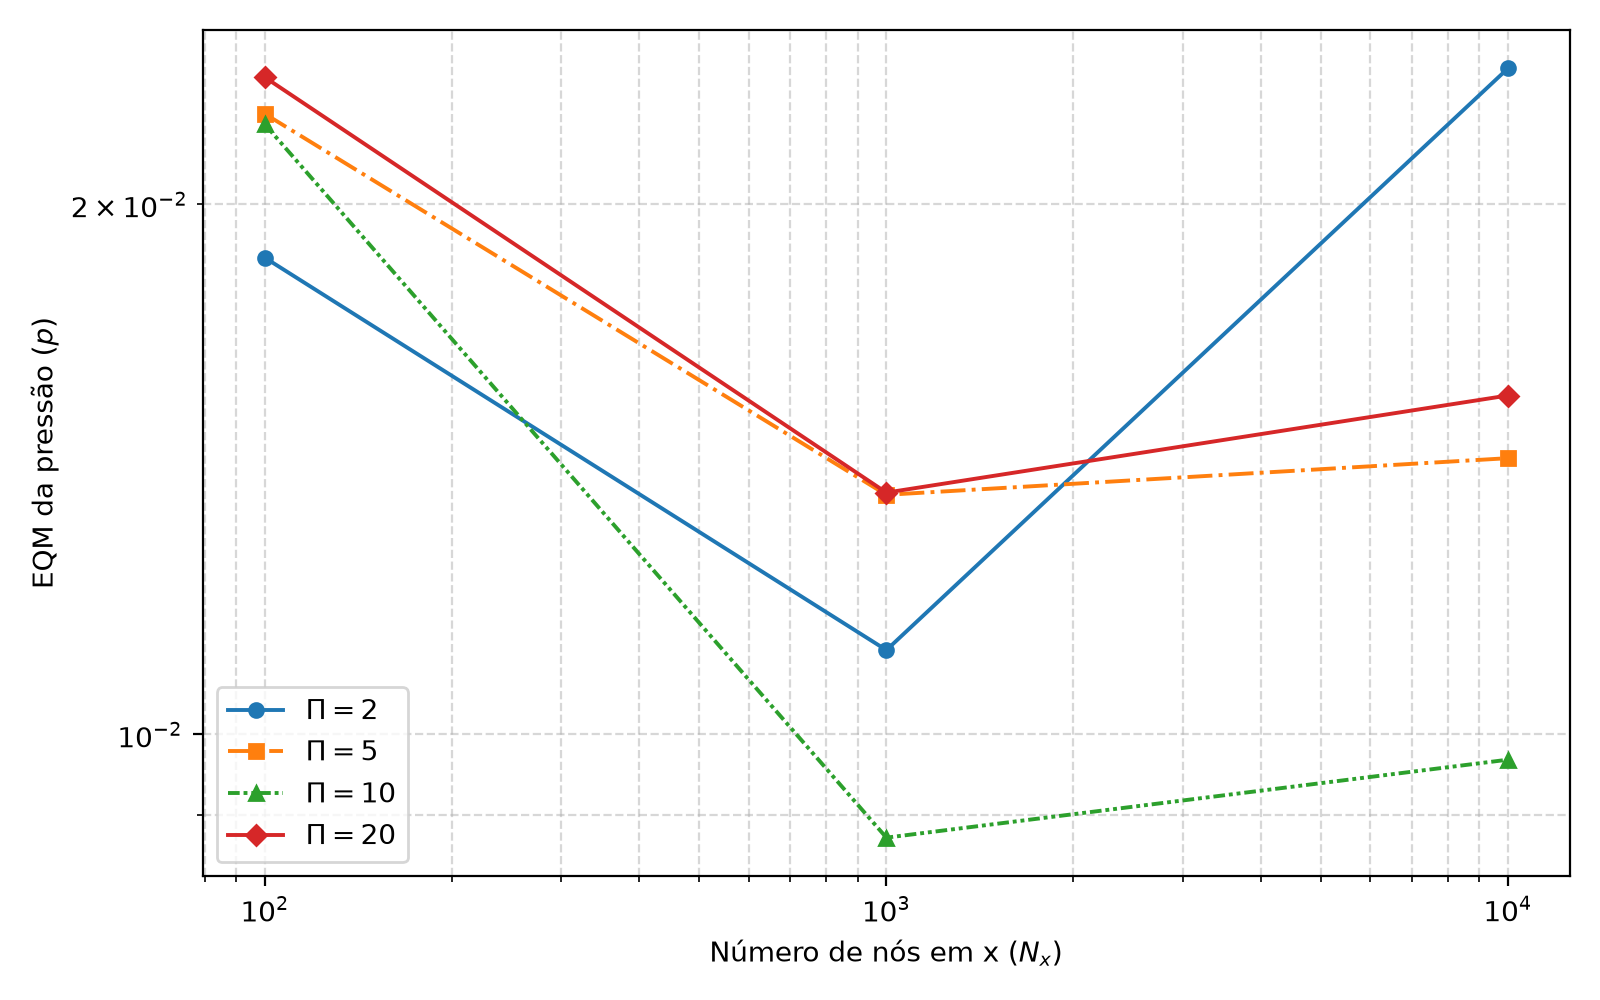 2 × 10⁻²
10⁻²
EQM da pressão (p)
Π = 2
Π = 5
Π = 10
Π = 20
10² 10³ 10⁴
Número de nós em x (Nₓ)